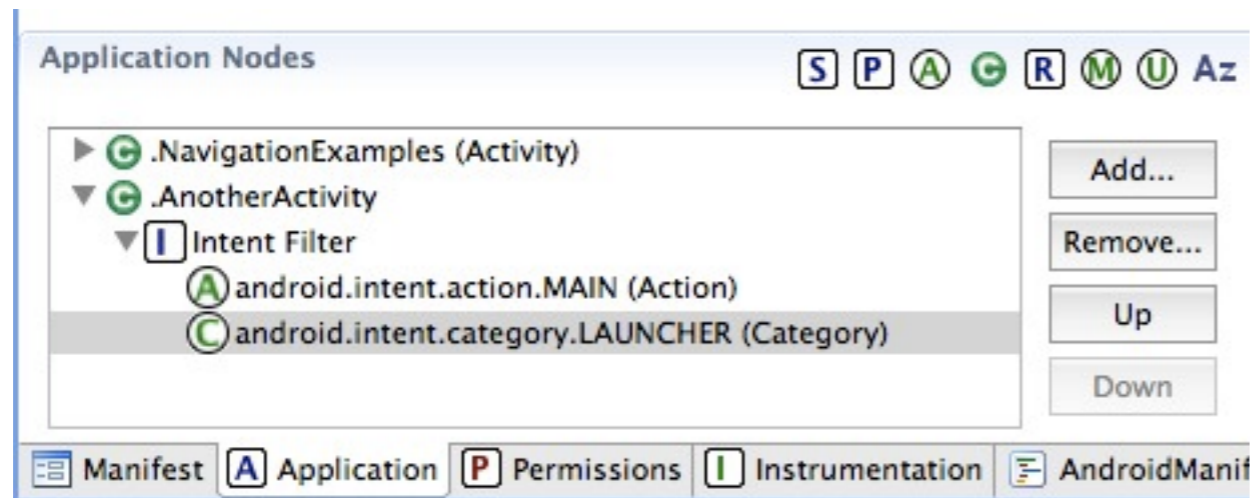 Application Nodes
S P A C R M U Az
C .NavigationExamples (Activity)
C .AnotherActivity
I Intent Filter
A android.intent.action.MAIN (Action)
C android.intent.category.LAUNCHER (Category)
Add...
Remove...
Up
Down
Manifest A Application P Permissions I Instrumentation AndroidManif